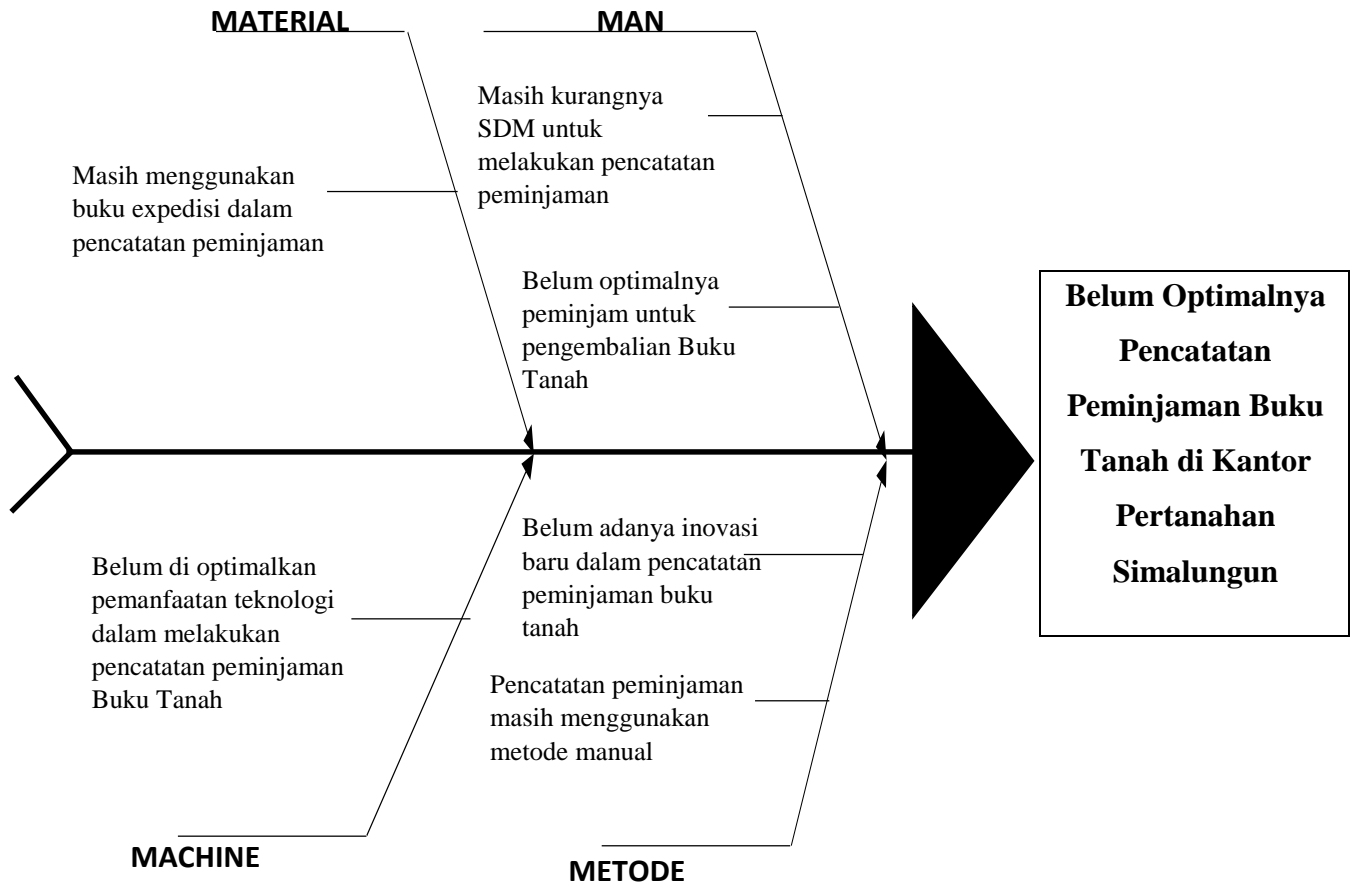 MATERIAL
Masih menggunakan
buku expedisi dalam
pencatatan peminjaman
MAN
Masih kurangnya
SDM untuk
melakukan pencatatan
peminjaman
Belum optimalnya
peminjam untuk
pengembalian Buku
Tanah
Belum Optimalnya
Pencatatan
Peminjaman Buku
Tanah di Kantor
Pertanahan
Simalungun
Belum di optimalkan
pemanfaatan teknologi
dalam melakukan
pencatatan peminjaman
Buku Tanah
MACHINE
Belum adanya inovasi
baru dalam pencatatan
peminjaman buku
tanah
Pencatatan peminjaman
masih menggunakan
metode manual
METODE